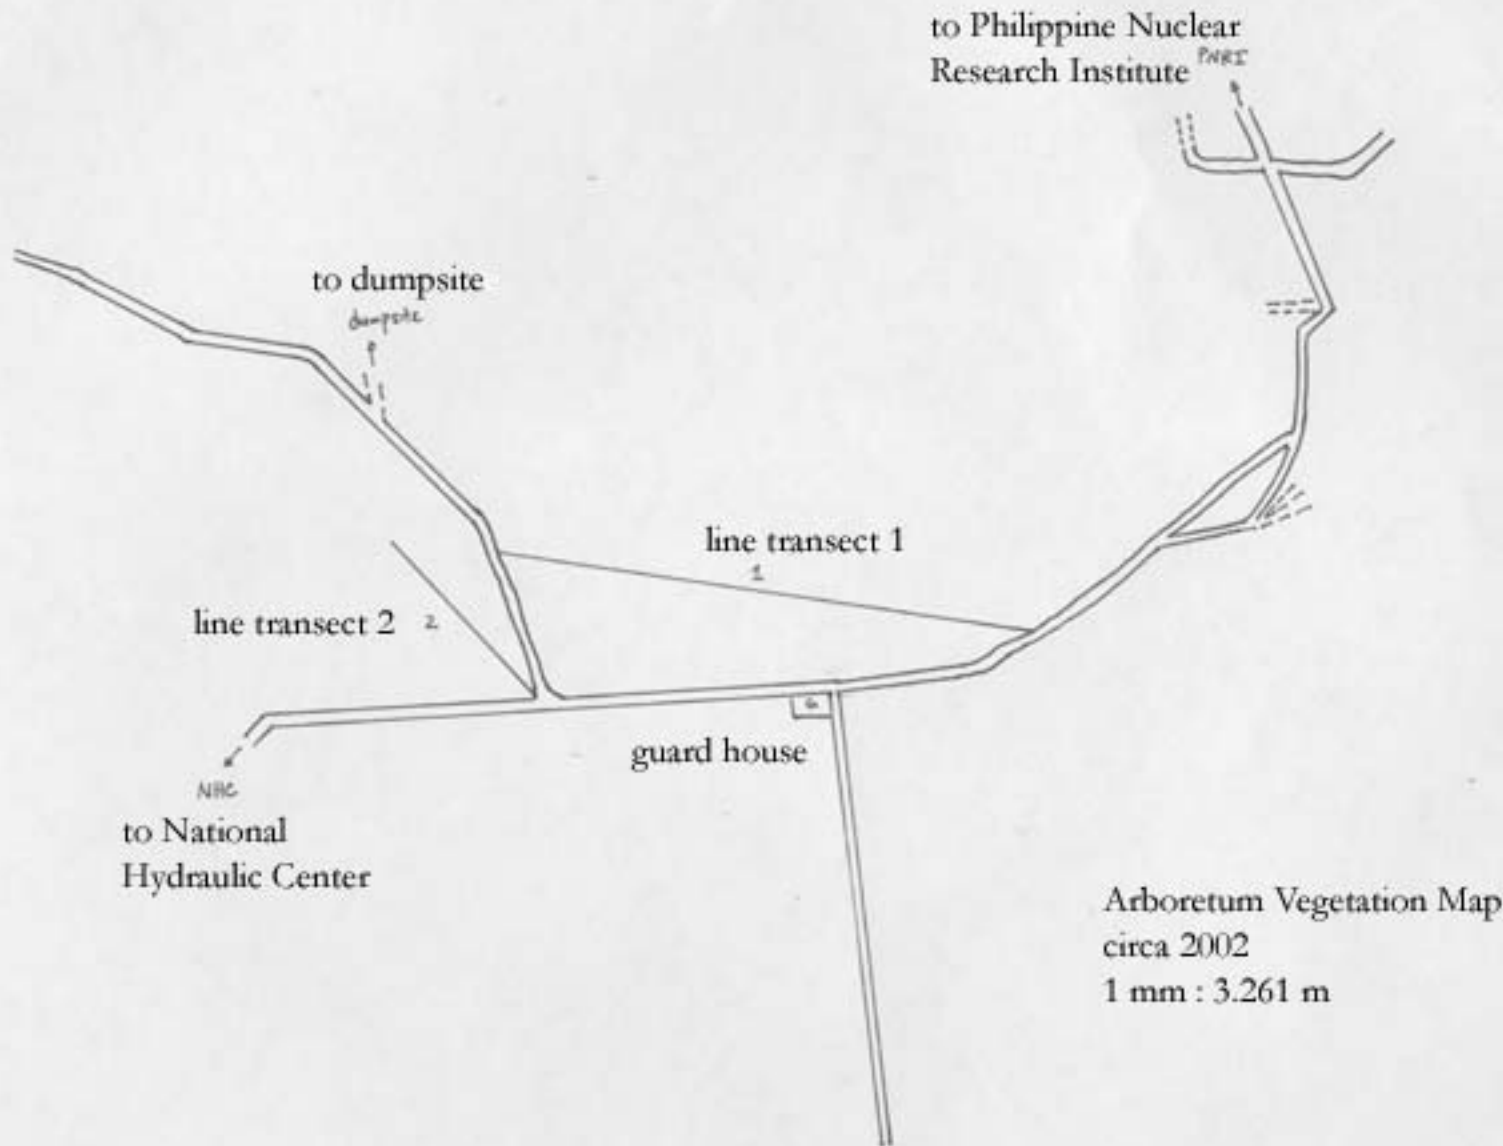 to Philippine Nuclear
Research Institute
PNRI
to dumpsite
dumpsite
line transect 1
1
line transect 2
2
G
guard house
NHC
to National
Hydraulic Center
Arboretum Vegetation Map
circa 2002
1 mm : 3.261 m